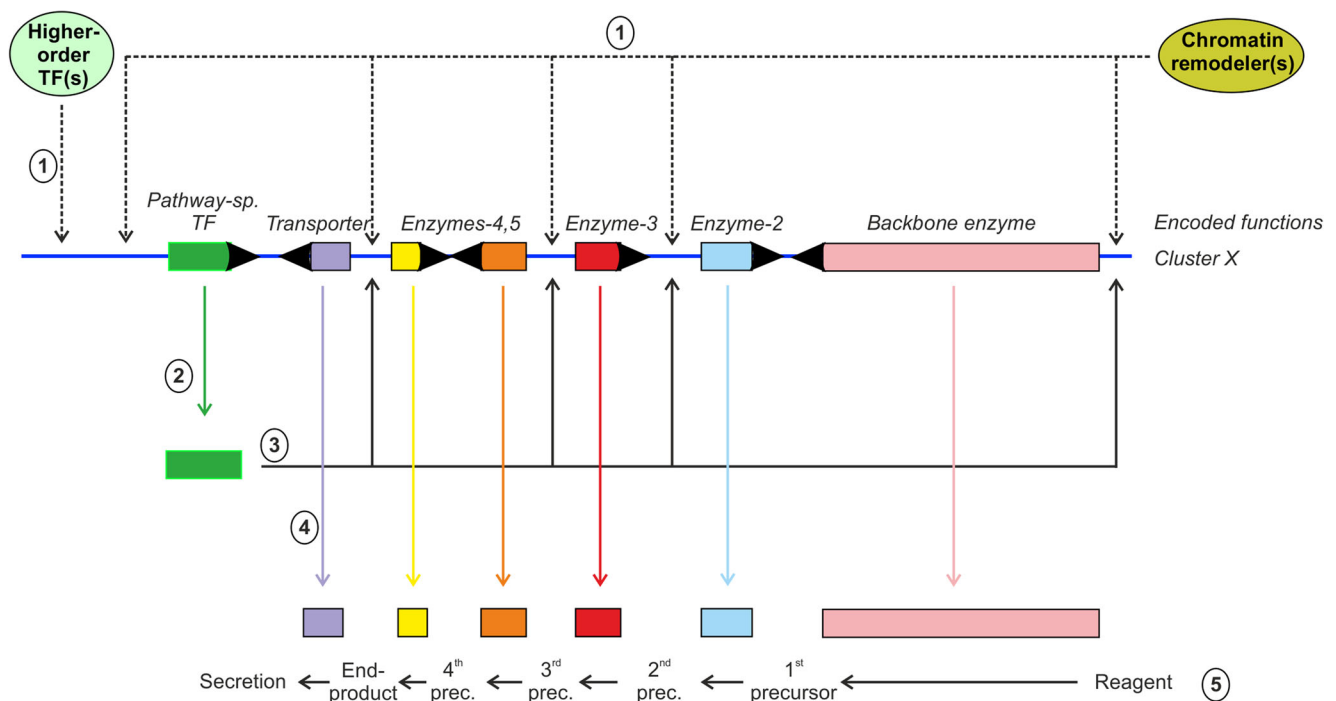 Higher-
order
TF(s)
1
Chromatin
remodeler(s)
1
Pathway-sp.
TF
Transporter
Enzymes-4,5
Enzyme-3
Enzyme-2
Backbone enzyme
Encoded functions
Cluster X
2
3
4
Secretion
End-
product
4th
prec.
3rd
prec.
2nd
prec.
1st
precursor
Reagent
5